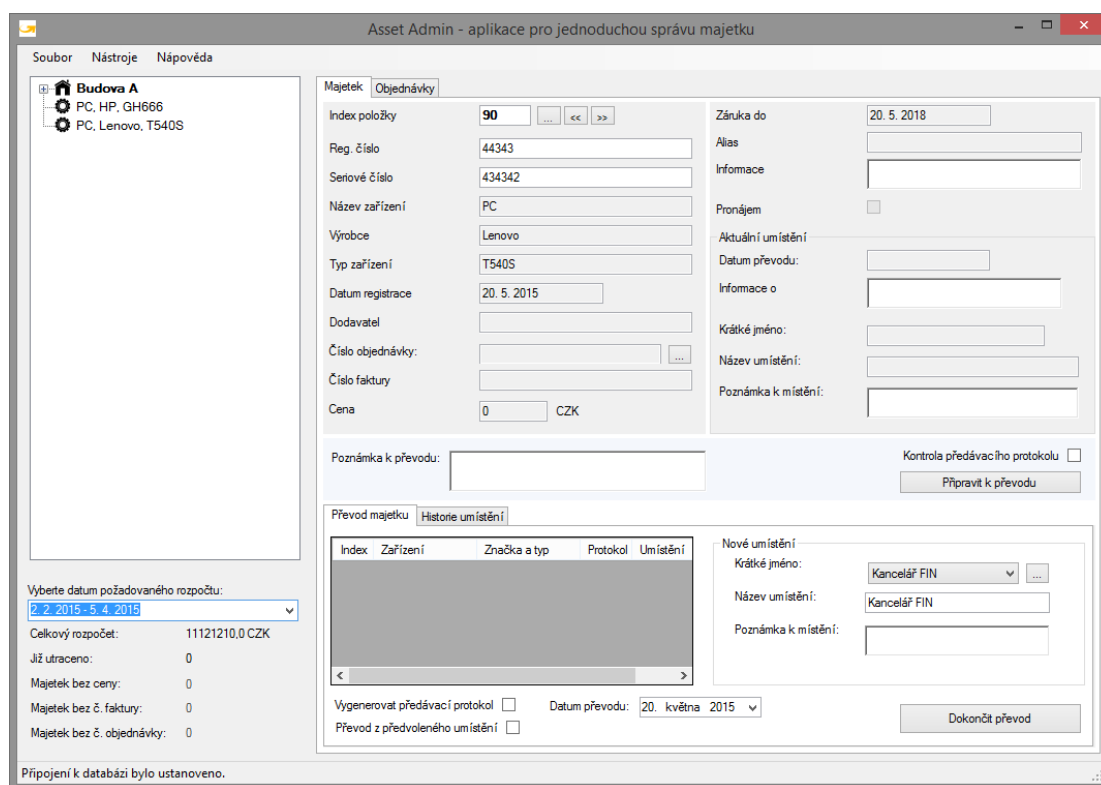 Asset Admin - aplikace pro jednoduchou správu majetku
Soubor Nástroje Nápověda
Budova A
PC, HP, GH666
PC, Lenovo, T540S
Vyberte datum požadovaného rozpočtu:
2. 2. 2015 - 5. 4. 2015
Celkový rozpočet: 11121210,0 CZK
Již utraceno: 0
Majetek bez ceny: 0
Majetek bez č. faktury: 0
Majetek bez č. objednávky: 0
Majetek Objednávky
Index položky 90 ... << >>
Reg. číslo 44343
Seriové číslo 434342
Název zařízení PC
Výrobce Lenovo
Typ zařízení T540S
Datum registrace 20. 5. 2015
Dodavatel
Číslo objednávky: ...
Číslo faktury
Cena 0 CZK
Záruka do 20. 5. 2018
Alias
Informace
Pronájem
Aktuální umístění
Datum převodu:
Informace o
Krátké jméno:
Název umístění:
Poznámka k místění:
Poznámka k převodu:
Kontrola předávacího protokolu
Připravit k převodu
Převod majetku Historie umístění
Index Zařízení Značka a typ Protokol Umístění
Nové umístění
Krátké jméno: Kancelář FIN ...
Název umístění: Kancelář FIN
Poznámka k místění:
Vygenerovat předávací protokol Datum převodu: 20. května 2015
Převod z předvoleného umístění
Dokončit převod
Připojení k databázi bylo ustanoveno.